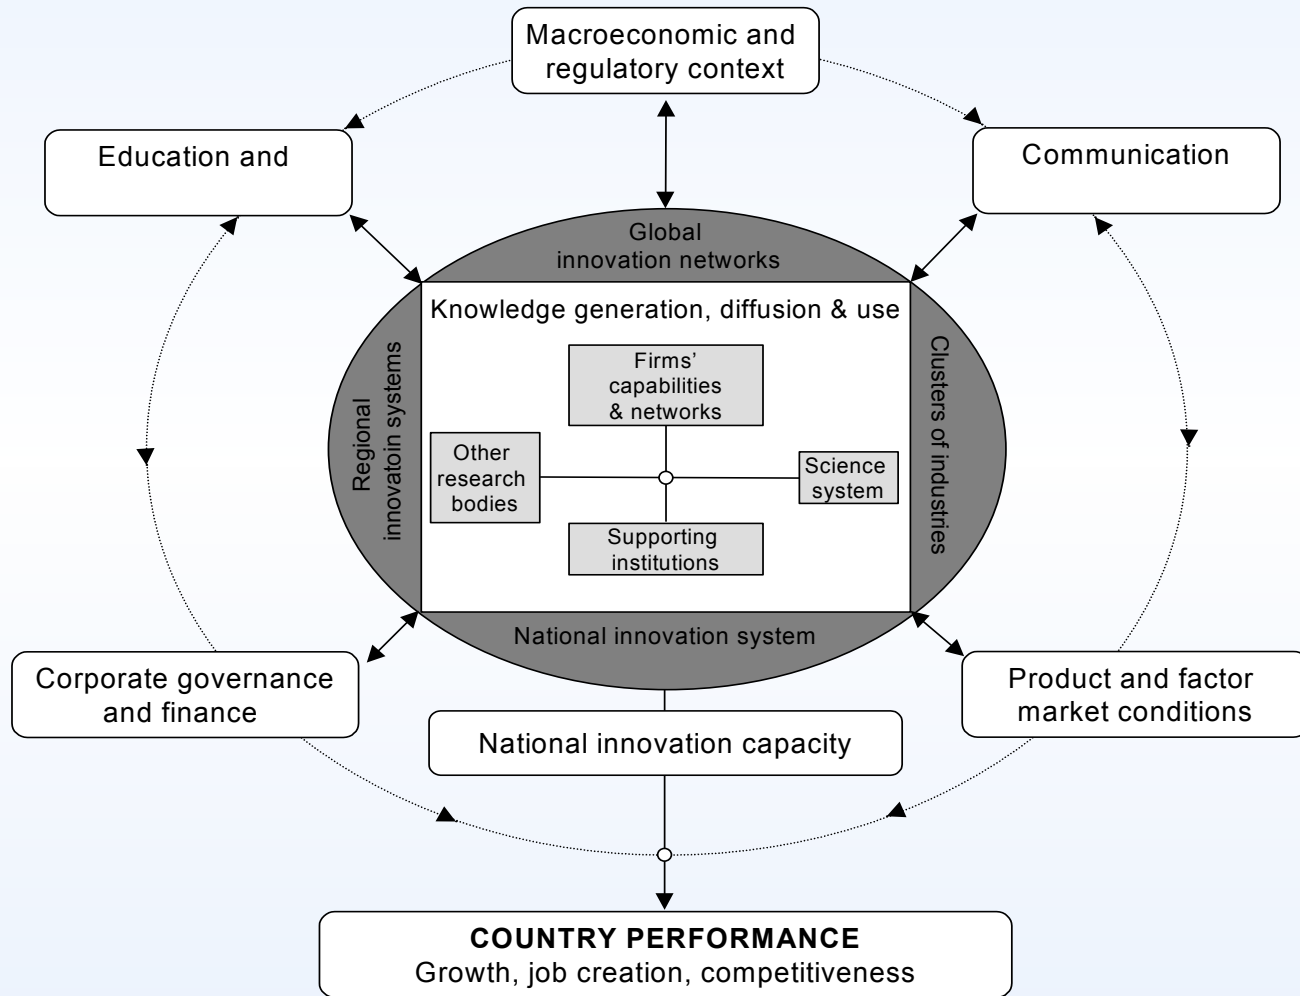 Macroeconomic and
regulatory context
Education and
Communication
Global
innovation networks
Knowledge generation, diffusion & use
Regional
innovatoin systems
Clusters of industries
Firms'
capabilities
& networks
Other
research
bodies
Science
system
Supporting
institutions
National innovation system
Corporate governance
and finance
Product and factor
market conditions
National innovation capacity
COUNTRY PERFORMANCE
Growth, job creation, competitiveness